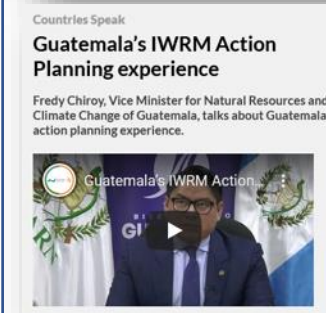 Countries Speak
Guatemala’s IWRM Action
Planning experience
Fredy Chiroy, Vice Minister for Natural Resources and
Climate Change of Guatemala, talks about Guatemala
action planning experience.
Guatemala's IWRM Action...